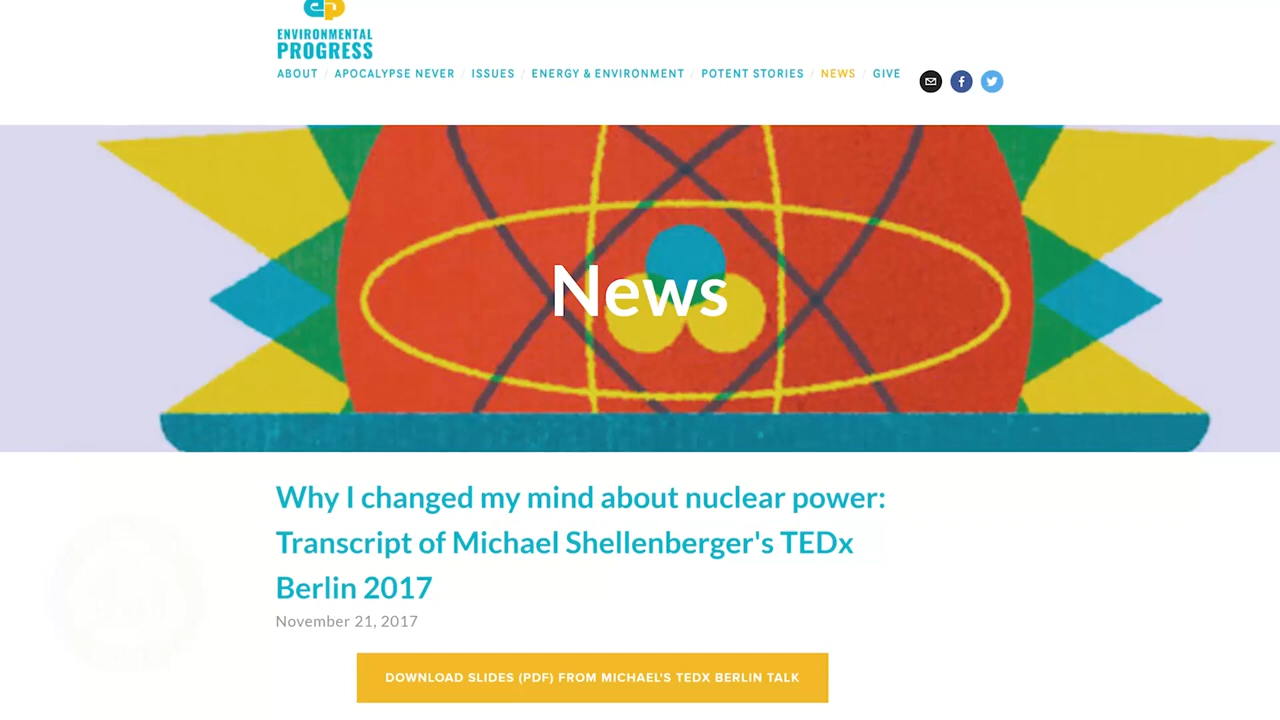 ep
ENVIRONMENTAL
PROGRESS
ABOUT / APOCALYPSE NEVER / ISSUES / ENERGY & ENVIRONMENT / POTENT STORIES / NEWS / GIVE
News
Why I changed my mind about nuclear power:
Transcript of Michael Shellenberger's TEDx
Berlin 2017
November 21, 2017
DOWNLOAD SLIDES (PDF) FROM MICHAEL'S TEDX BERLIN TALK